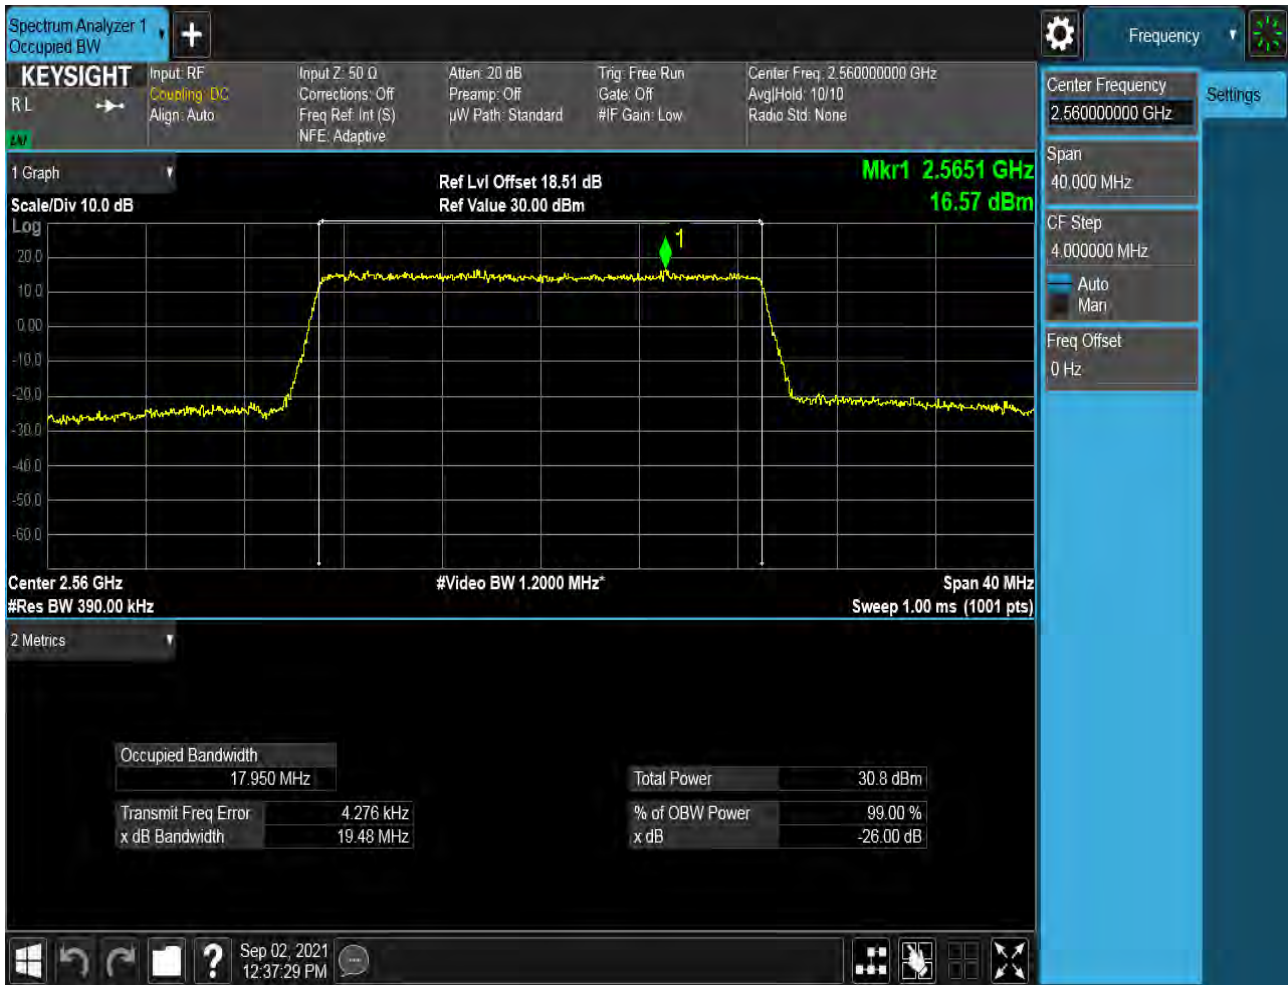 Spectrum Analyzer 1
Occupied BW
Frequency
KEYSIGHT
R L
Input: RF
Coupling: DC
Align: Auto
Input Z: 50 Ω
Corrections: Off
Freq Ref: Int (S)
NFE: Adaptive
Atten: 20 dB
Preamp: Off
µW Path: Standard
Trig: Free Run
Gate: Off
#IF Gain: Low
Center Freq: 2.560000000 GHz
Avg|Hold: 10/10
Radio Std: None
Center Frequency
2.560000000 GHz
Settings
Span
40.000 MHz
CF Step
4.000000 MHz
Auto
Man
Freq Offset
0 Hz
1 Graph
Scale/Div 10.0 dB
Ref Lvl Offset 18.51 dB
Ref Value 30.00 dBm
Mkr1 2.5651 GHz
16.57 dBm
Log
20.0
10.0
0.00
-10.0
-20.0
-30.0
-40.0
-50.0
-60.0
1
Center 2.56 GHz
#Video BW 1.2000 MHz*
Span 40 MHz
#Res BW 390.00 kHz
Sweep 1.00 ms (1001 pts)
2 Metrics
Occupied Bandwidth
17.950 MHz
Total Power 30.8 dBm
Transmit Freq Error 4.276 kHz
% of OBW Power 99.00 %
x dB Bandwidth 19.48 MHz
x dB -26.00 dB
?
Sep 02, 2021
12:37:29 PM